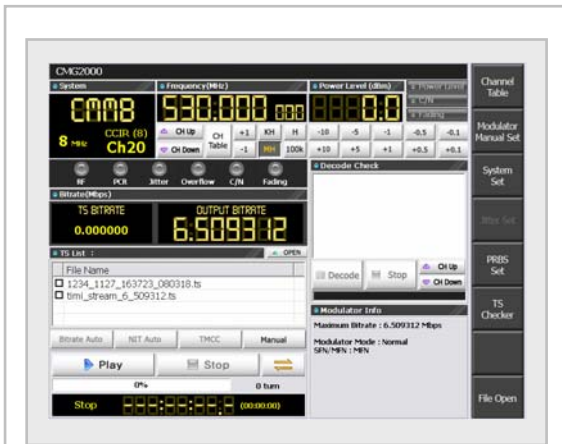 CMG2000
System
CMMB
8 MHz
CCIR (8)
Ch20
Frequency(MHz)
530.000 000
CH Up
CH Down
CH Table
+1 KH H
-1 MH 100k
Power Level (dBm)
0.0
Power Level
C/N
Fading
-10 -5 -1 -0.5 -0.1
+10 +5 +1 +0.5 +0.1
RF PCR Jitter Overflow C/N Fading
Bitrate(Mbps)
TS BITRATE
0.000000
OUTPUT BITRATE
6.509312
TS List :
OPEN
File Name
1234_1127_163723_080318.ts
timi_stream_6_509312.ts
Bitrate Auto NIT Auto TMCC Manual
Play Stop
0% 0 turn
Stop
(00:00:00)
Decode Check
Decode Stop
CH Up
CH Down
Modulator Info
Maximum Bitrate : 6.509312 Mbps
Modulator Mode : Normal
SFN/MFN : MFN
Channel Table
Modulator Manual Set
System Set
Jitter Set
PRBS Set
TS Checker
File Open